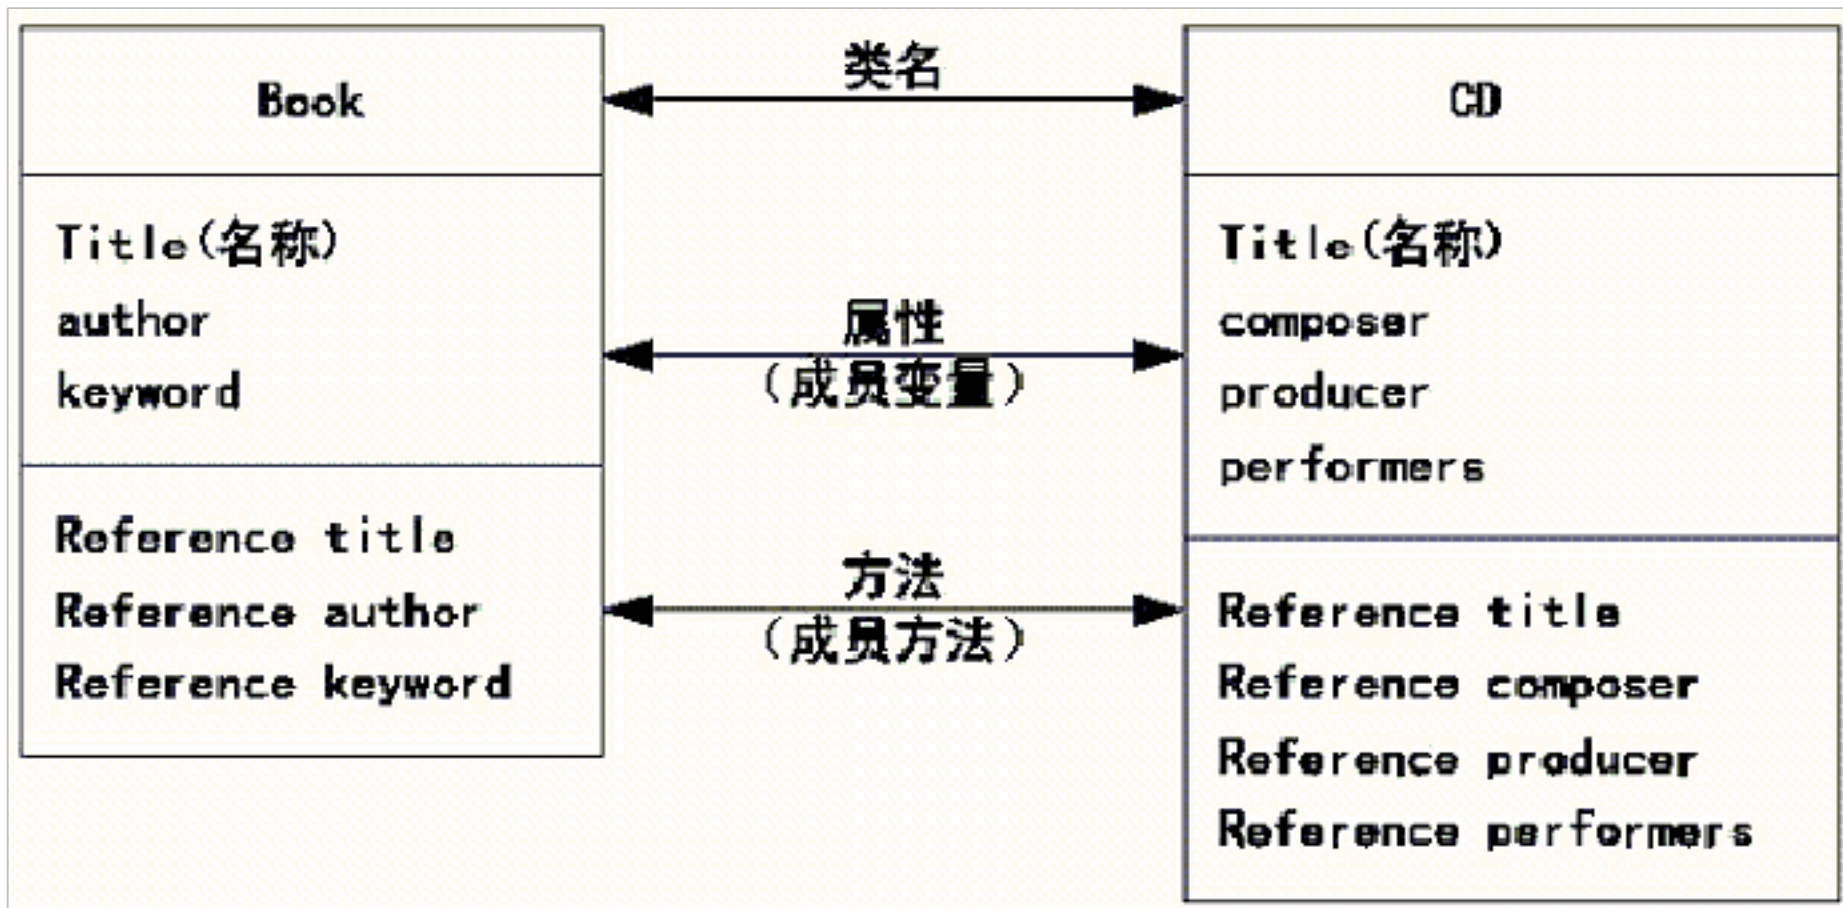 Book
Title(名称)
author
keyword
Reference title
Reference author
Reference keyword
类名
属性
(成员变量)
方法
(成员方法)
CD
Title(名称)
composer
producer
performers
Reference title
Reference composer
Reference producer
Reference performers